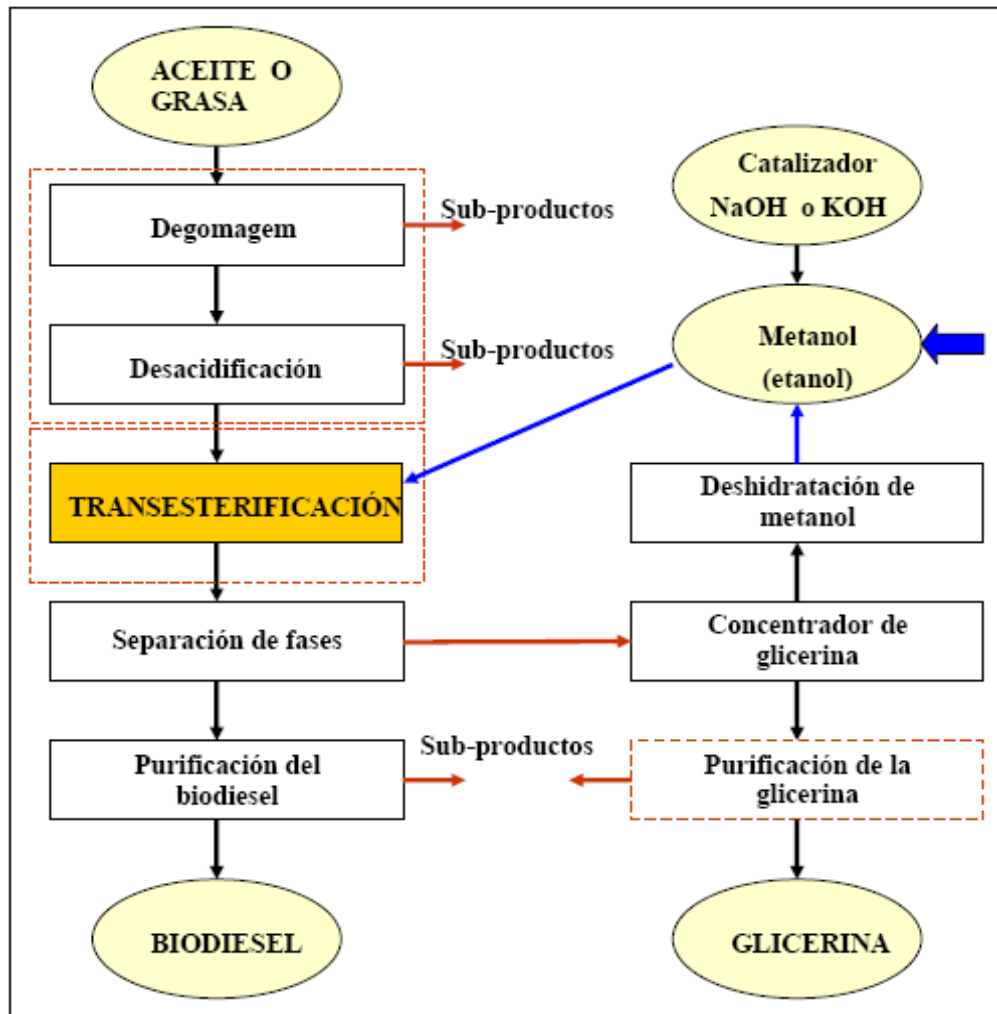 ACEITE O
GRASA
Degomagem
Sub-productos
Desacidificación
Sub-productos
TRANSESTERIFICACIÓN
Separación de fases
Purificación del
biodiesel
Sub-productos
BIODIESEL
Catalizador
NaOH o KOH
Metanol
(etanol)
Deshidratación de
metanol
Concentrador de
glicerina
Purificación de la
glicerina
GLICERINA